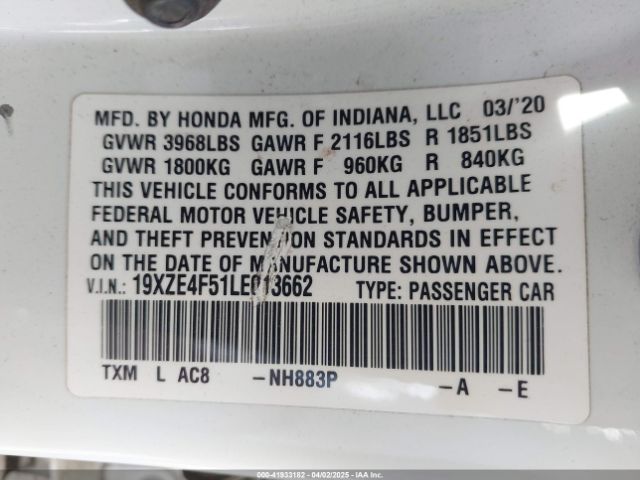 MFD. BY HONDA MFG. OF INDIANA, LLC 03/'20
GVWR 3968LBS GAWR F 2116LBS R 1851LBS
GVWR 1800KG GAWR F 960KG R 840KG
THIS VEHICLE CONFORMS TO ALL APPLICABLE
FEDERAL MOTOR VEHICLE SAFETY, BUMPER,
AND THEFT PREVENTION STANDARDS IN EFFECT
ON THE DATE OF MANUFACTURE SHOWN ABOVE.
V.I.N.: 19XZE4F51LE013662 TYPE: PASSENGER CAR
TXM L AC8 -NH883P -A -E
000-41933182 - 04/02/2025 - IAAI.COM